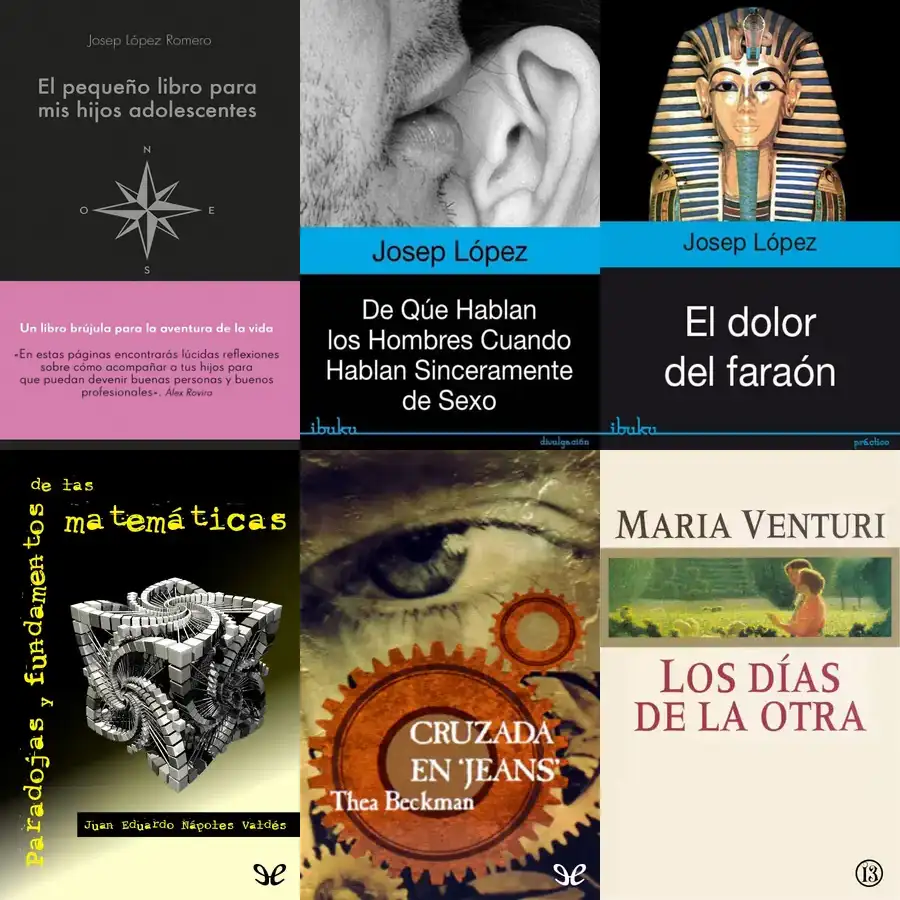 Josep López Romero
El pequeño libro para
mis hijos adolescentes
N
O
E
S
Un libro brújula para la aventura de la vida
«En estas páginas encontrarás lúcidas reflexiones
sobre cómo acompañar a tus hijos para
que puedan devenir buenas personas y buenos
profesionales». Álex Rovira
Josep López
De Qúe Hablan
los Hombres Cuando
Hablan Sinceramente
de Sexo
ibuku
divulgación
Josep López
El dolor
del faraón
ibuku
práctico
Paradojas y fundamentos
de las
matemáticas
Juan Eduardo Nápoles Valdés
CRUZADA
EN 'JEANS'
Thea Beckman
MARIA VENTURI
LOS DÍAS
DE LA OTRA
13